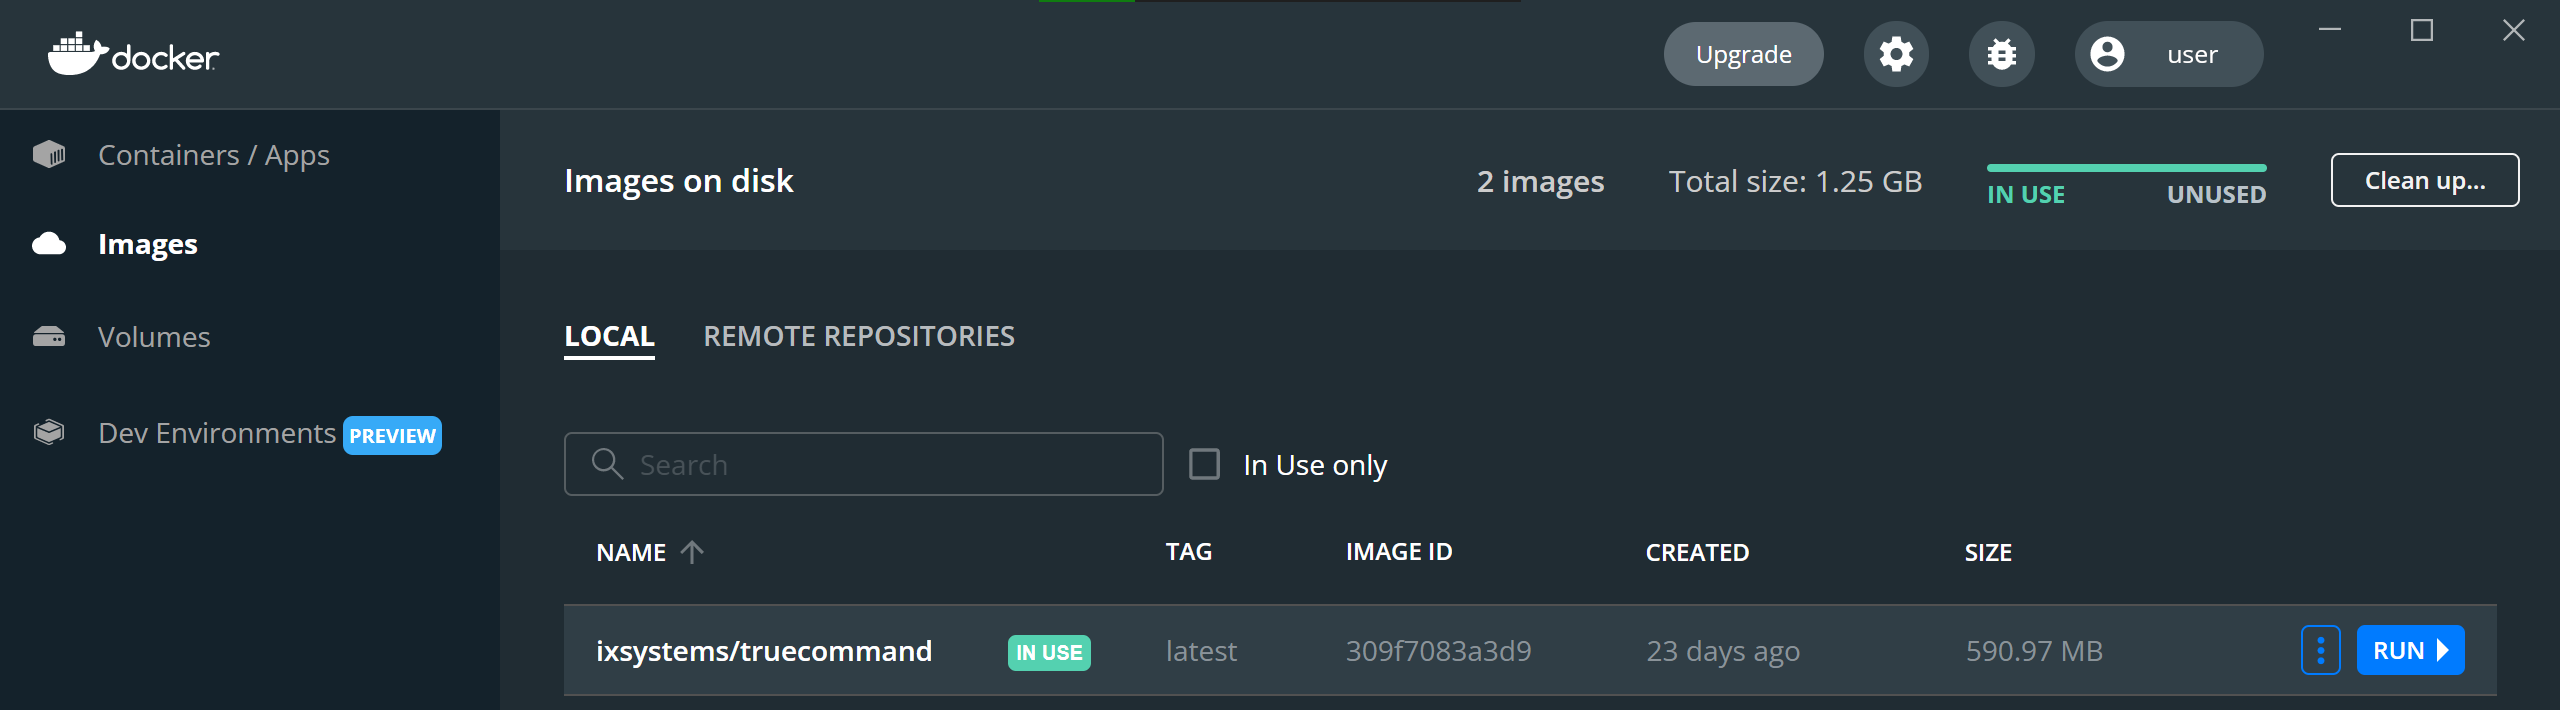 docker
Upgrade
user
Containers / Apps
Images
Volumes
Dev Environments PREVIEW
Images on disk
2 images
Total size: 1.25 GB
IN USE
UNUSED
Clean up...
LOCAL
REMOTE REPOSITORIES
Search
In Use only
NAME TAG IMAGE ID CREATED SIZE
ixsystems/truecommand IN USE latest 309f7083a3d9 23 days ago 590.97 MB RUN